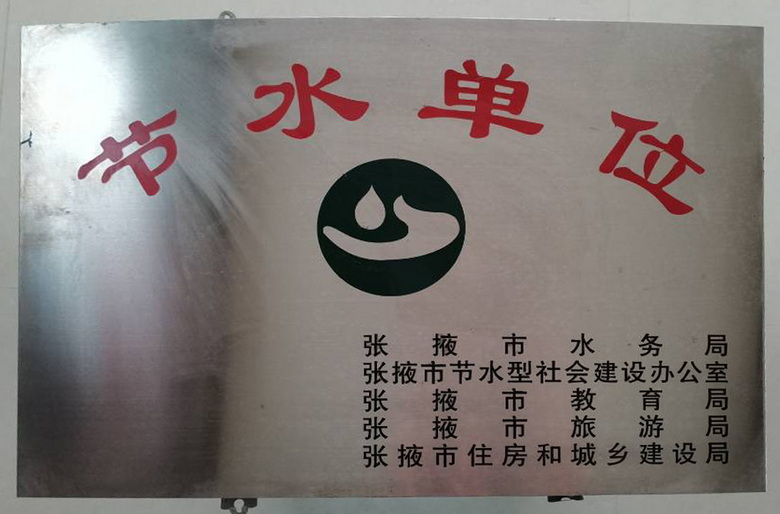 节水单位
张掖市水务局
张掖市节水型社会建设办公室
张掖市教育局
张掖市旅游局
张掖市住房和城乡建设局